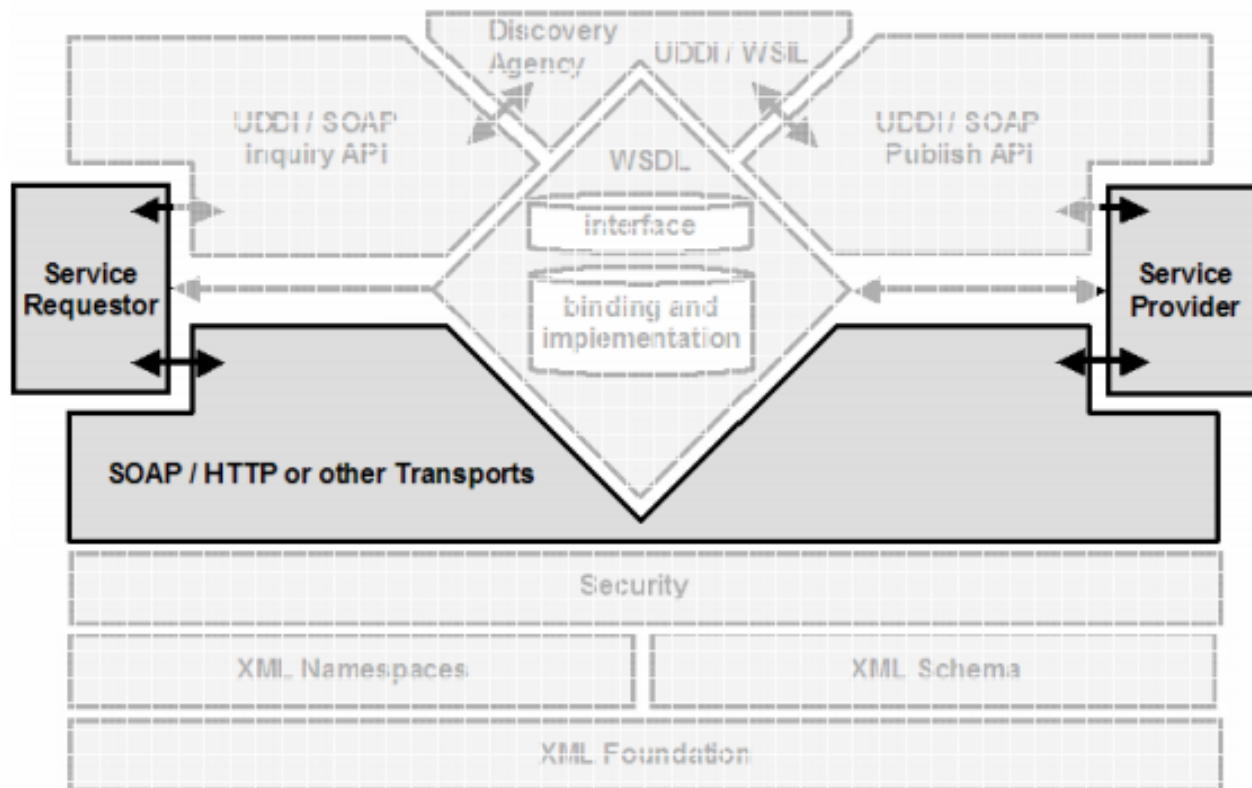 Discovery
Agency
UDDI / WSIL
UDDI / SOAP
Inquiry API
UDDI / SOAP
Publish API
WSDL
interface
Service
Requestor
binding and
implementation
Service
Provider
SOAP / HTTP or other Transports
Security
XML Namespaces
XML Schema
XML Foundation